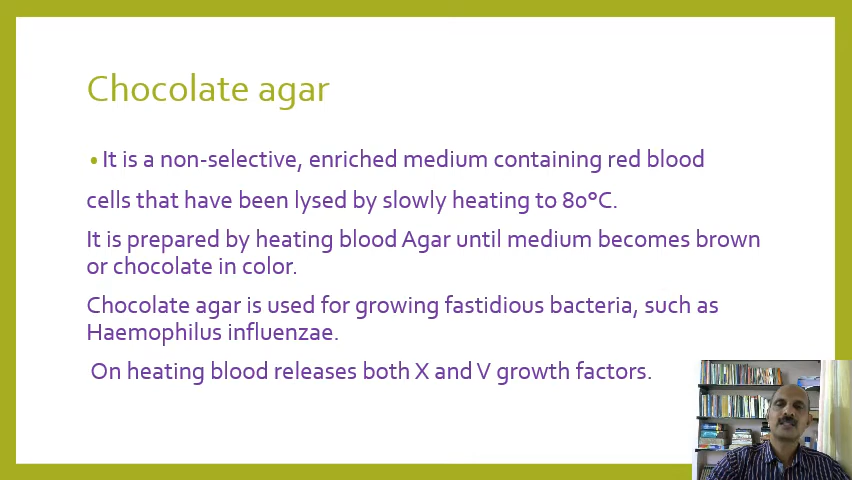 Chocolate agar
• It is a non-selective, enriched medium containing red blood
cells that have been lysed by slowly heating to 80°C.
It is prepared by heating blood Agar until medium becomes brown
or chocolate in color.
Chocolate agar is used for growing fastidious bacteria, such as
Haemophilus influenzae.
On heating blood releases both X and V growth factors.